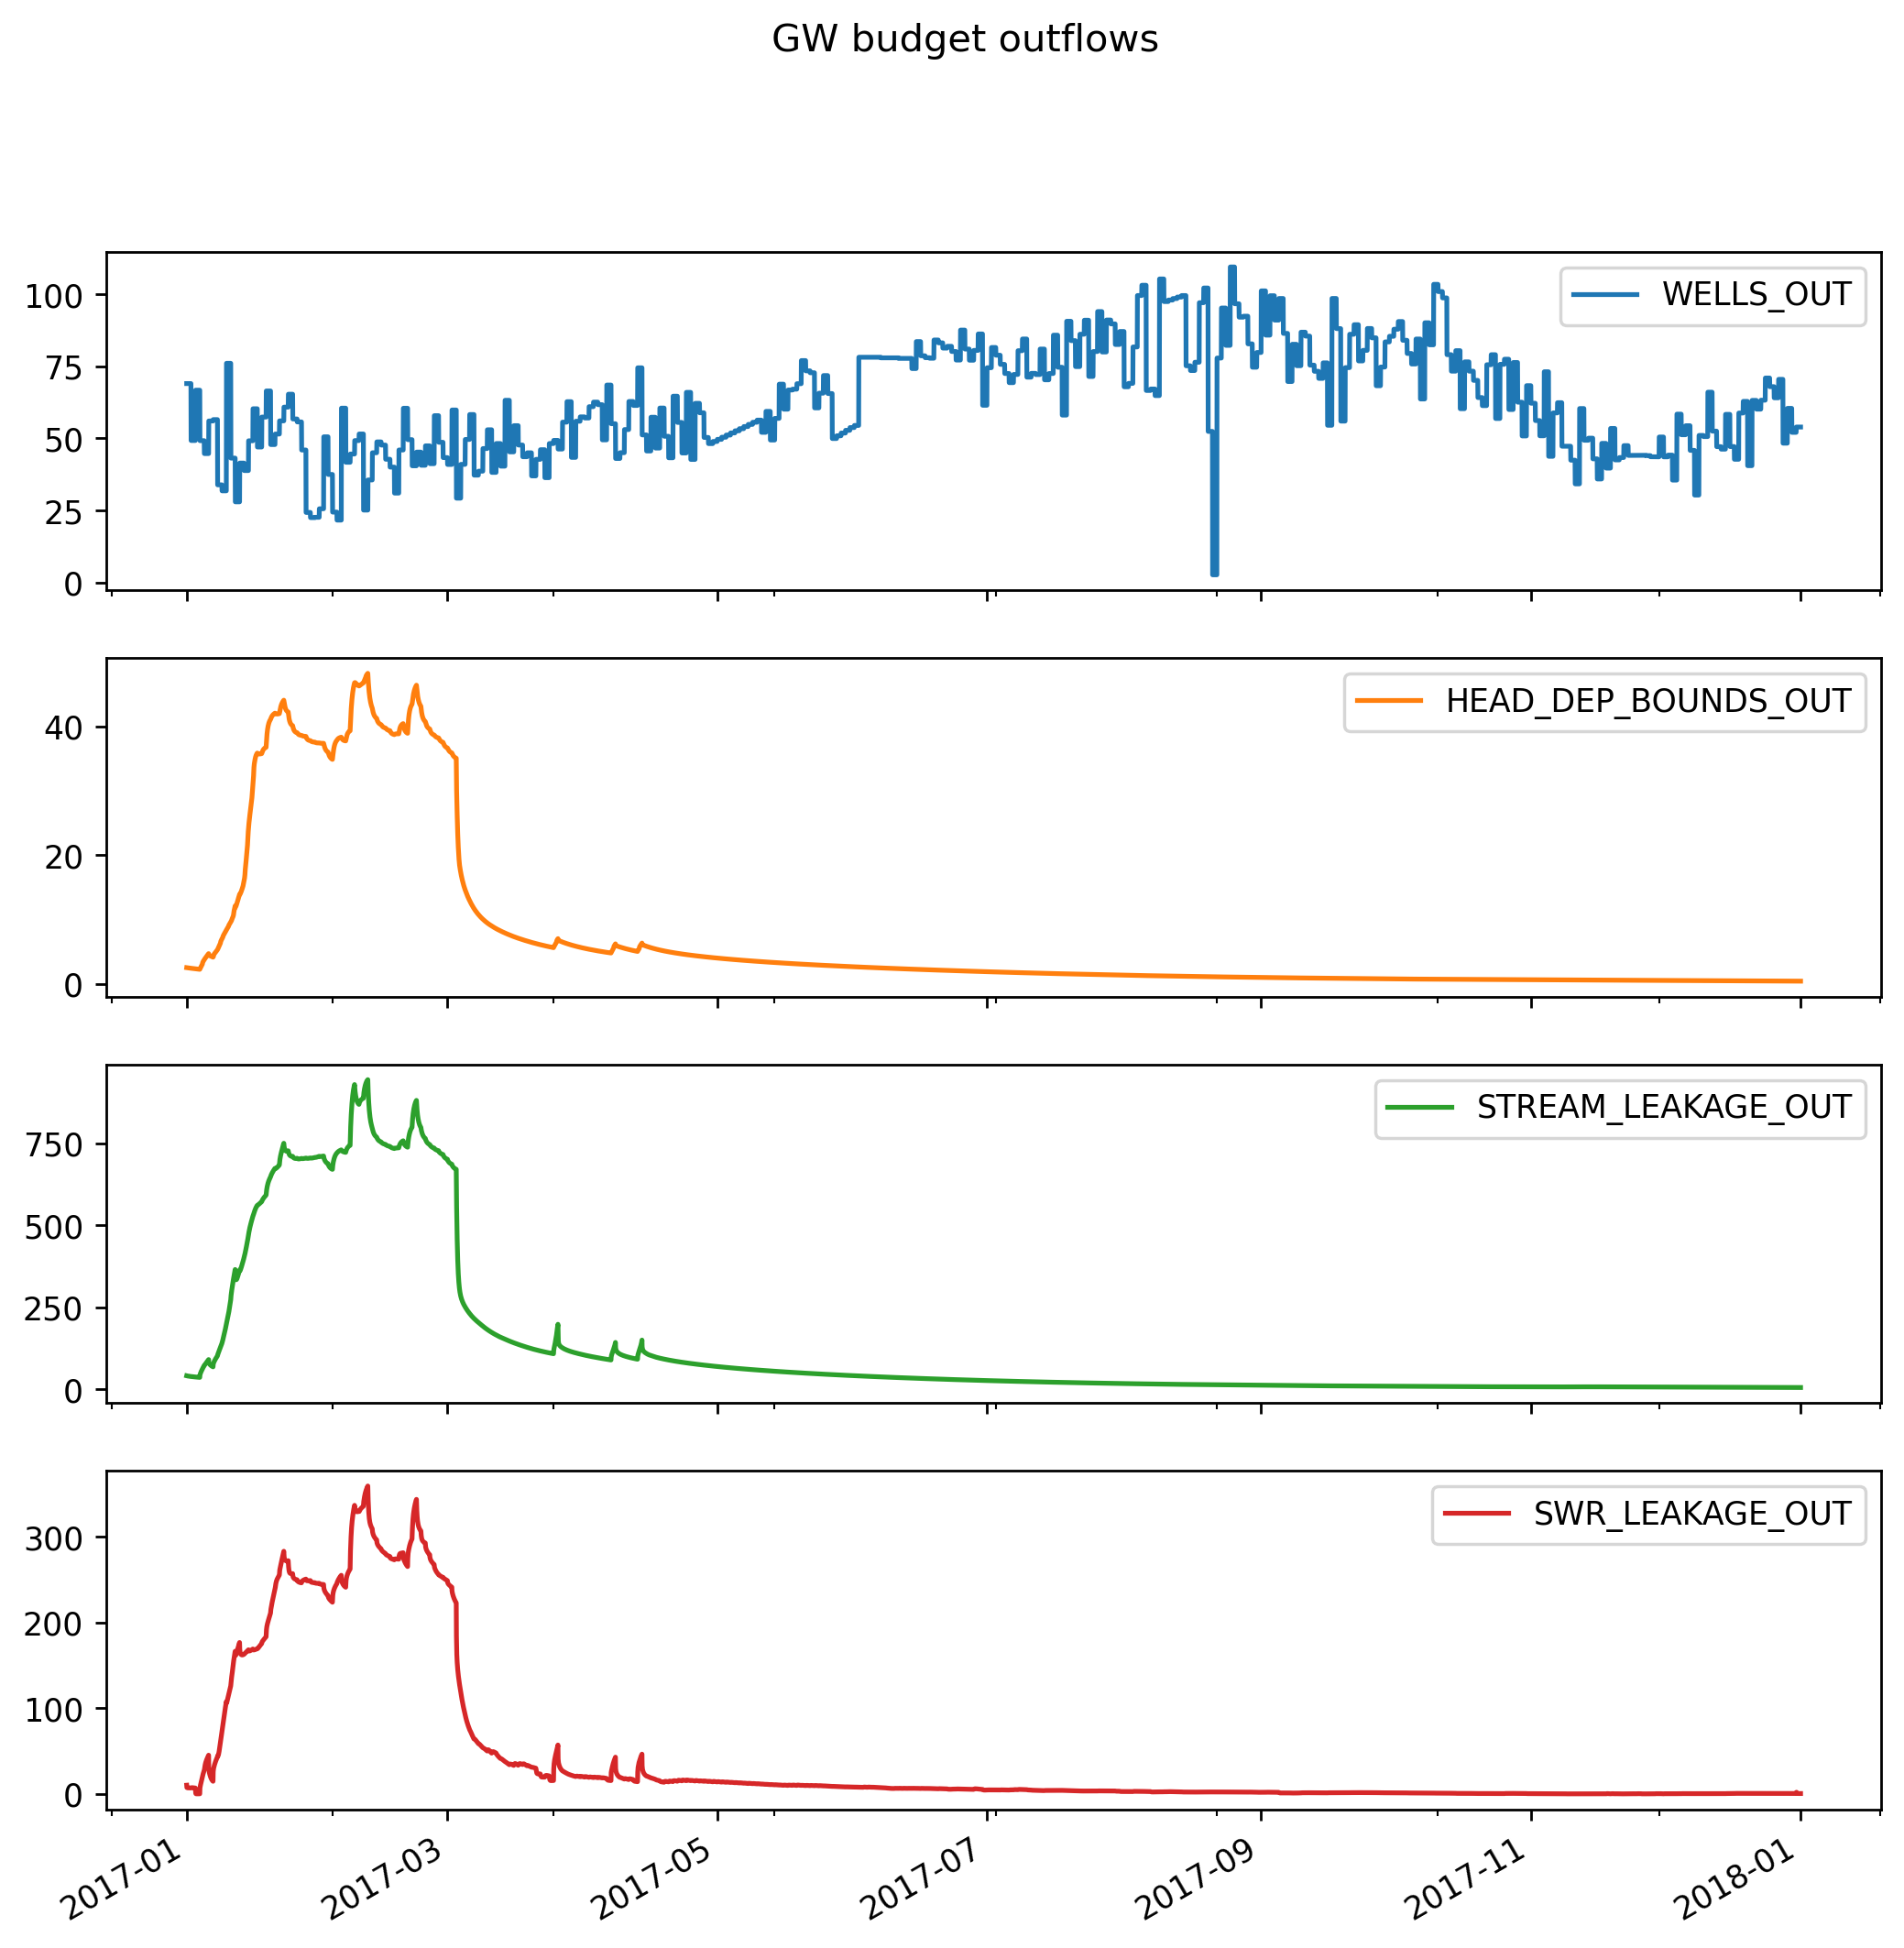 GW budget outflows
WELLS_OUT
100
75
50
25
0
HEAD_DEP_BOUNDS_OUT
40
20
0
STREAM_LEAKAGE_OUT
750
500
250
0
SWR_LEAKAGE_OUT
300
200
100
0
2017-01 2017-03 2017-05 2017-07 2017-09 2017-11 2018-01